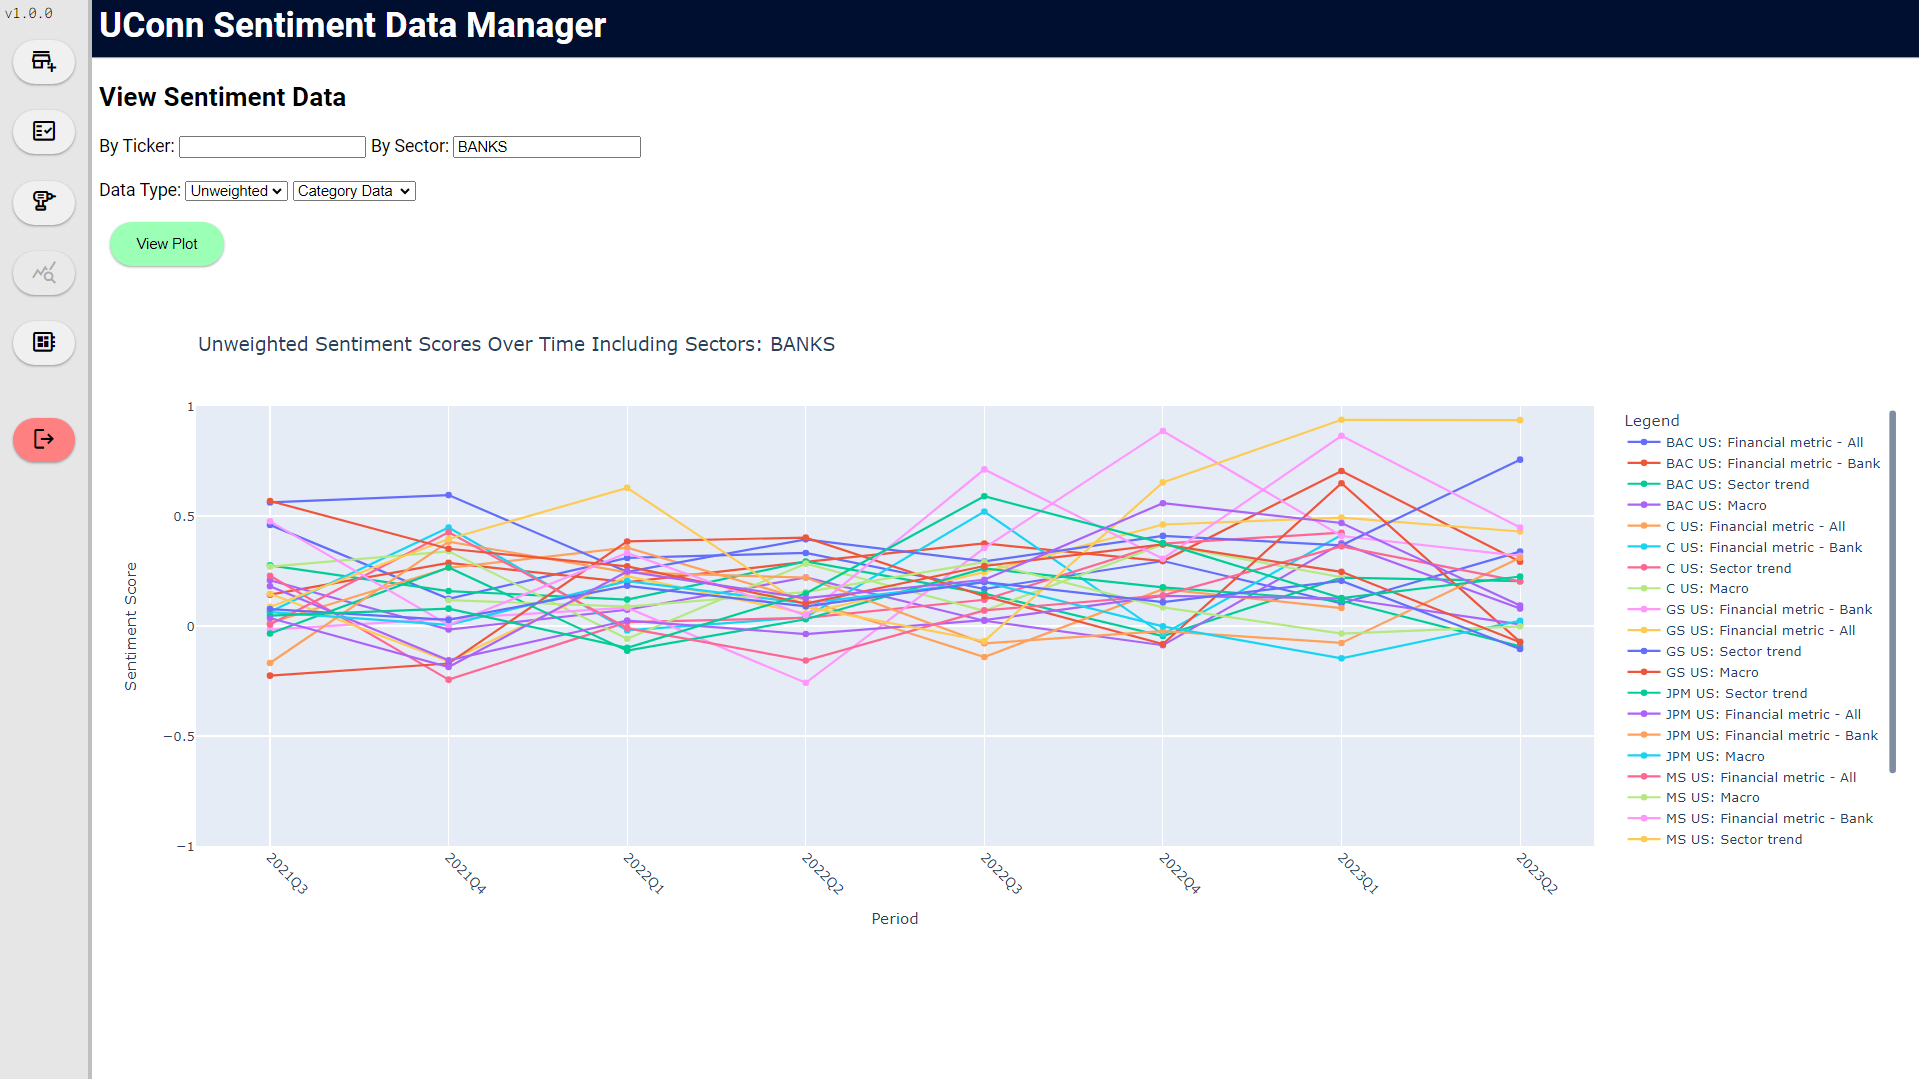 v1.0.0
UConn Sentiment Data Manager
View Sentiment Data
By Ticker: By Sector: BANKS
Data Type: Unweighted Category Data
View Plot
Unweighted Sentiment Scores Over Time Including Sectors: BANKS
1
0.5
0
−0.5
−1
Sentiment Score
2021Q3
2021Q4
2022Q1
2022Q2
2022Q3
2022Q4
2023Q1
2023Q2
Period
Legend
BAC US: Financial metric - All
BAC US: Financial metric - Bank
BAC US: Sector trend
BAC US: Macro
C US: Financial metric - All
C US: Financial metric - Bank
C US: Sector trend
C US: Macro
GS US: Financial metric - Bank
GS US: Financial metric - All
GS US: Sector trend
GS US: Macro
JPM US: Sector trend
JPM US: Financial metric - All
JPM US: Financial metric - Bank
JPM US: Macro
MS US: Financial metric - All
MS US: Macro
MS US: Financial metric - Bank
MS US: Sector trend